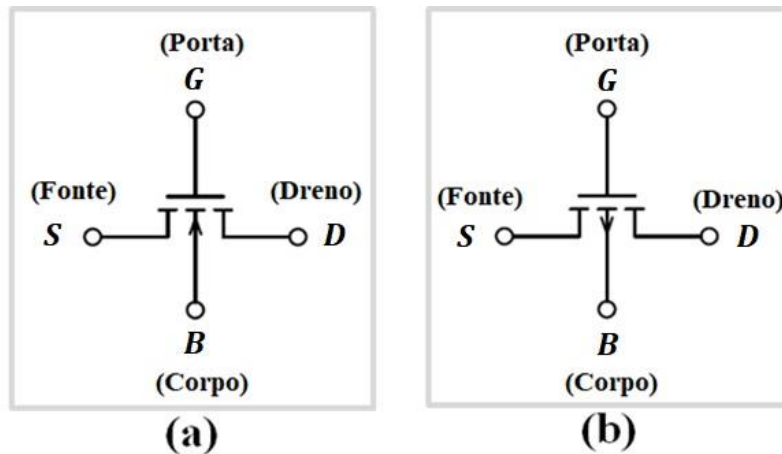 (Porta)
G
(Fonte)
(Dreno)
S
D
B
(Corpo)
(a)
(Porta)
G
(Fonte)
(Dreno)
S
D
B
(Corpo)
(b)